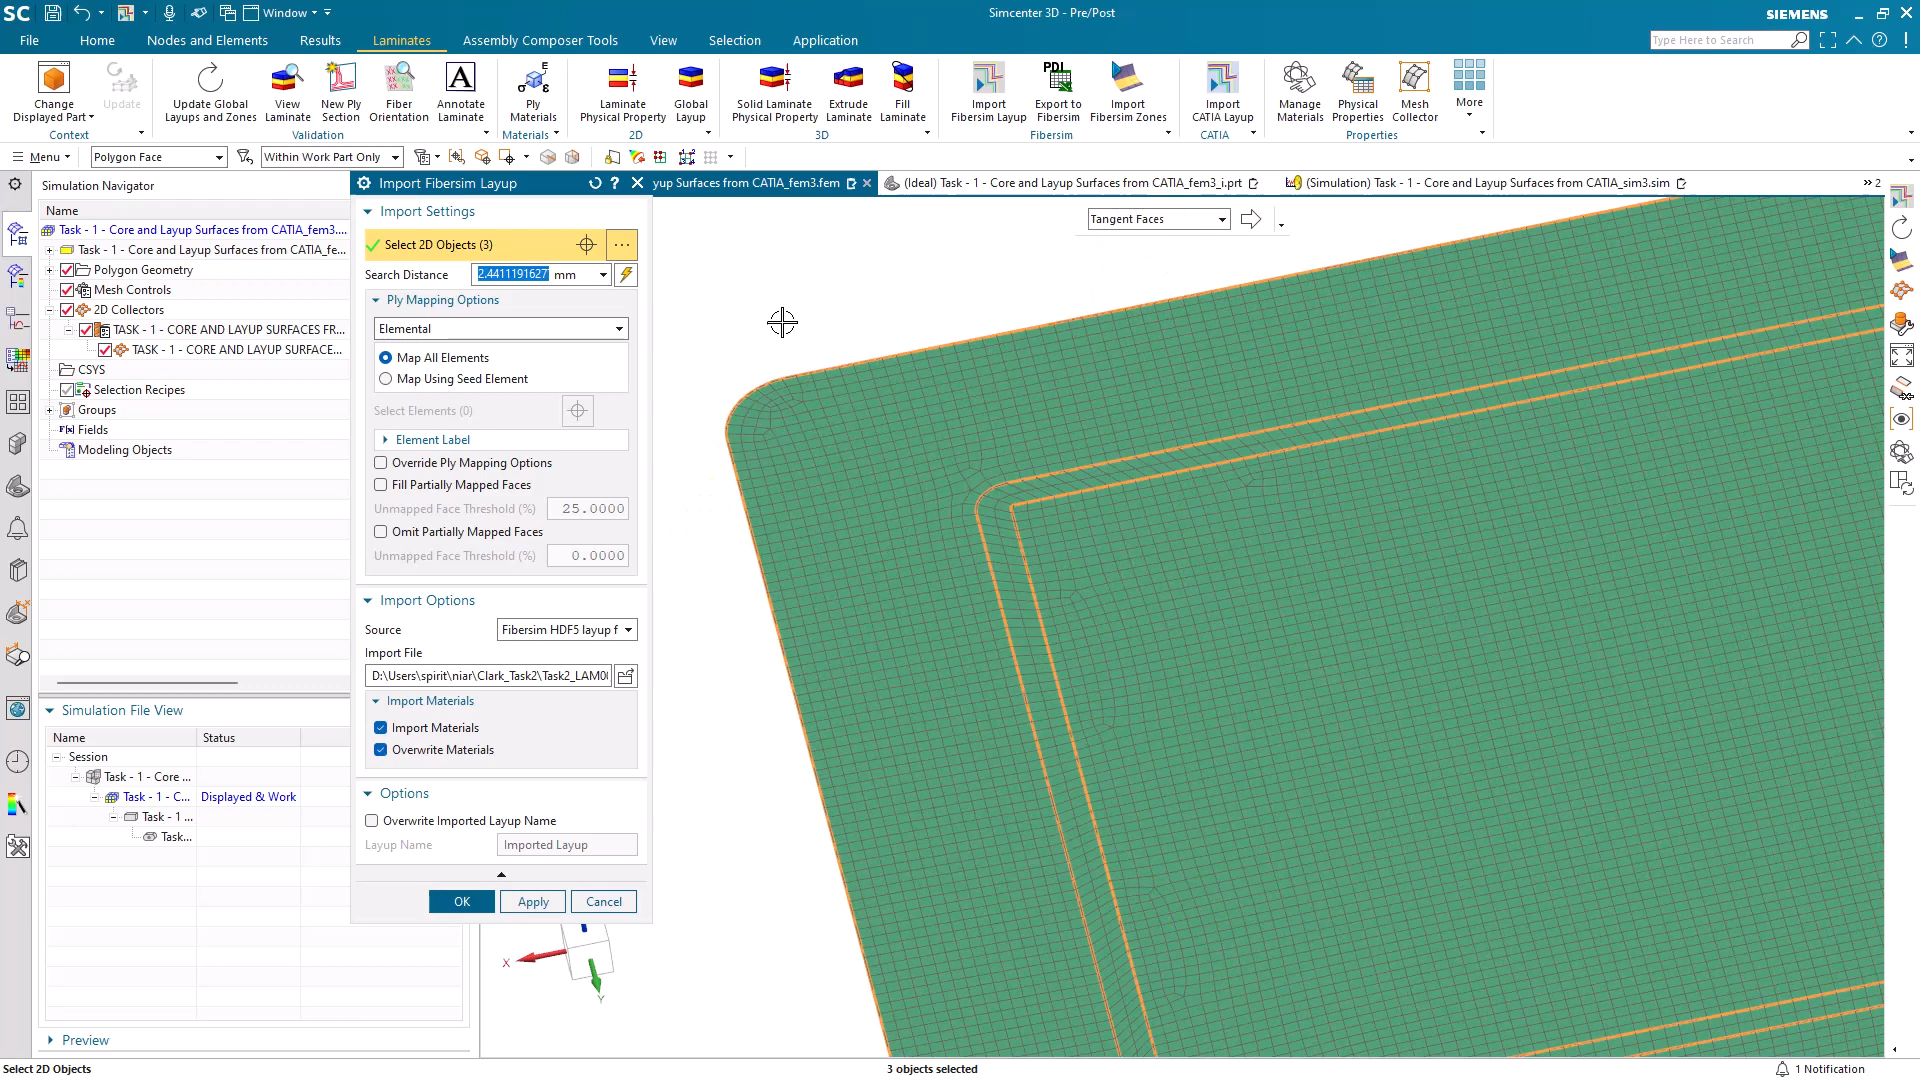 SC
Window
Simcenter 3D - Pre/Post
SIEMENS
File
Home
Nodes and Elements
Results
Laminates
Assembly Composer Tools
View
Selection
Application
Type Here to Search
Change
Displayed Part
Update
Context
Update Global
Layups and Zones
View
Laminate
New Ply
Section
Fiber
Orientation
Annotate
Laminate
Validation
Ply
Materials
Materials
Laminate
Physical Property
Global
Layup
2D
Solid Laminate
Physical Property
Extrude
Laminate
Fill
Laminate
3D
Import
Fibersim Layup
Export to
Fibersim
Import
Fibersim Zones
Fibersim
Import
CATIA Layup
CATIA
Manage
Materials
Physical
Properties
Mesh
Collector
Properties
More
Menu
Polygon Face
Within Work Part Only
Simulation Navigator
Name
Task - 1 - Core and Layup Surfaces from CATIA_fem3....
Task - 1 - Core and Layup Surfaces from CATIA_fe...
Polygon Geometry
Mesh Controls
2D Collectors
TASK - 1 - CORE AND LAYUP SURFACES FR...
TASK - 1 - CORE AND LAYUP SURFACE...
CSYS
Selection Recipes
Groups
Fields
Modeling Objects
Simulation File View
Name
Status
Session
Task - 1 - Core ...
Task - 1 - C...
Displayed & Work
Task - 1 ...
Task...
Preview
Import Fibersim Layup
Import Settings
Select 2D Objects (3)
Search Distance
2.4411191627
mm
Ply Mapping Options
Elemental
Map All Elements
Map Using Seed Element
Select Elements (0)
Element Label
Override Ply Mapping Options
Fill Partially Mapped Faces
Unmapped Face Threshold (%)
25.0000
Omit Partially Mapped Faces
Unmapped Face Threshold (%)
0.0000
Import Options
Source
Fibersim HDF5 layup f
Import File
D:\Users\spirit\niar\Clark_Task2\Task2_LAM0
Import Materials
Import Materials
Overwrite Materials
Options
Overwrite Imported Layup Name
Layup Name
Imported Layup
OK
Apply
Cancel
yup Surfaces from CATIA_fem3.fem
(Ideal) Task - 1 - Core and Layup Surfaces from CATIA_fem3_i.prt
(Simulation) Task - 1 - Core and Layup Surfaces from CATIA_sim3.sim
2
Tangent Faces
X
Y
Select 2D Objects
3 objects selected
1 Notification